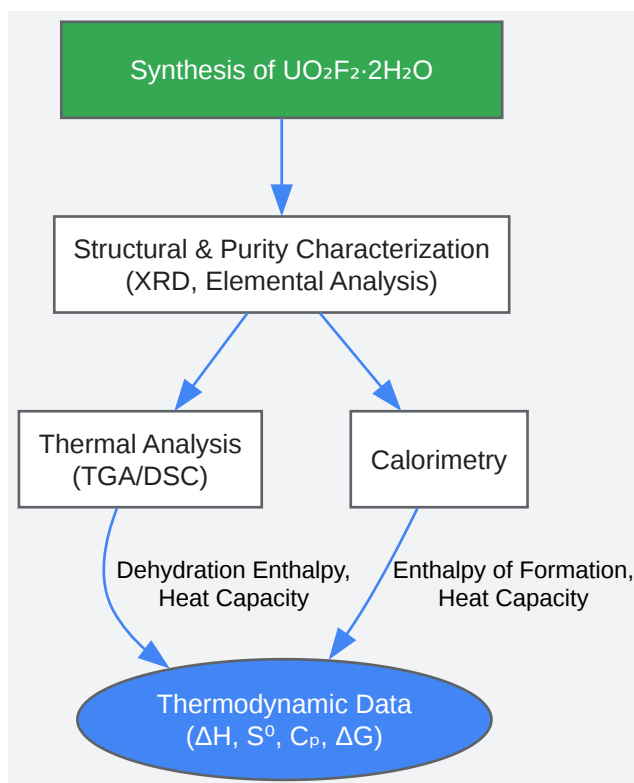 Synthesis of UO₂F₂·2H₂O
Structural & Purity Characterization
(XRD, Elemental Analysis)
Thermal Analysis
(TGA/DSC)
Calorimetry
Dehydration Enthalpy,
Heat Capacity
Enthalpy of Formation,
Heat Capacity
Thermodynamic Data
(ΔH, S⁰, Cₚ, ΔG)